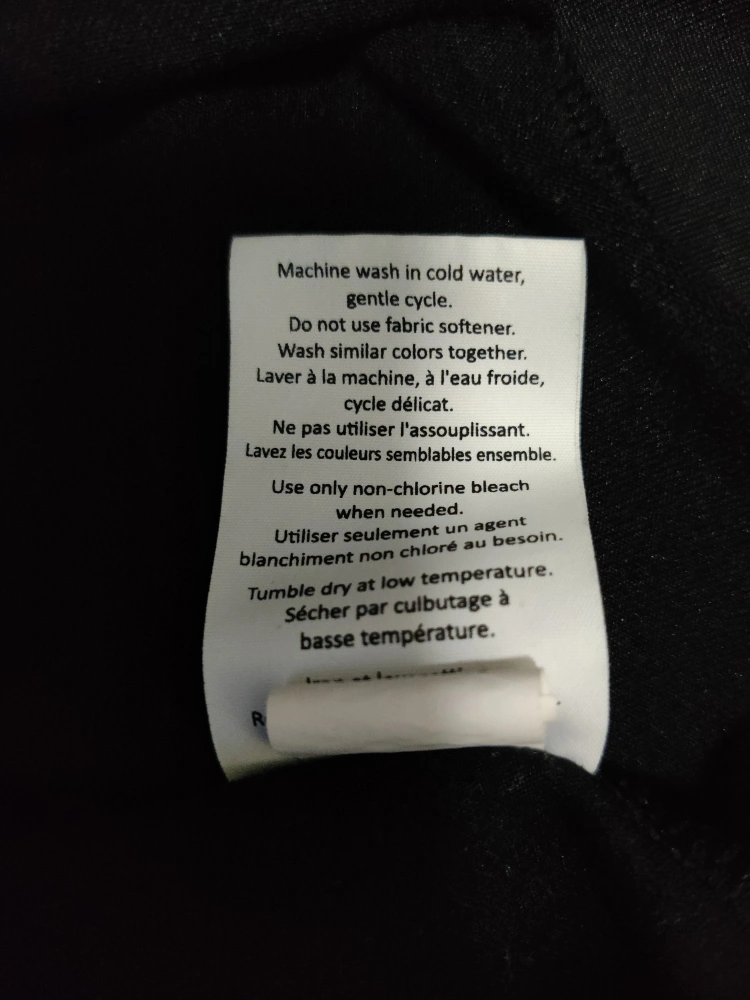 Machine wash in cold water,
gentle cycle.
Do not use fabric softener.
Wash similar colors together.
Laver à la machine, à l'eau froide,
cycle délicat.
Ne pas utiliser l'assouplissant.
Lavez les couleurs semblables ensemble.
Use only non-chlorine bleach
when needed.
Utiliser seulement un agent
blanchiment non chloré au besoin.
Tumble dry at low temperature.
Sécher par culbutage à
basse température.